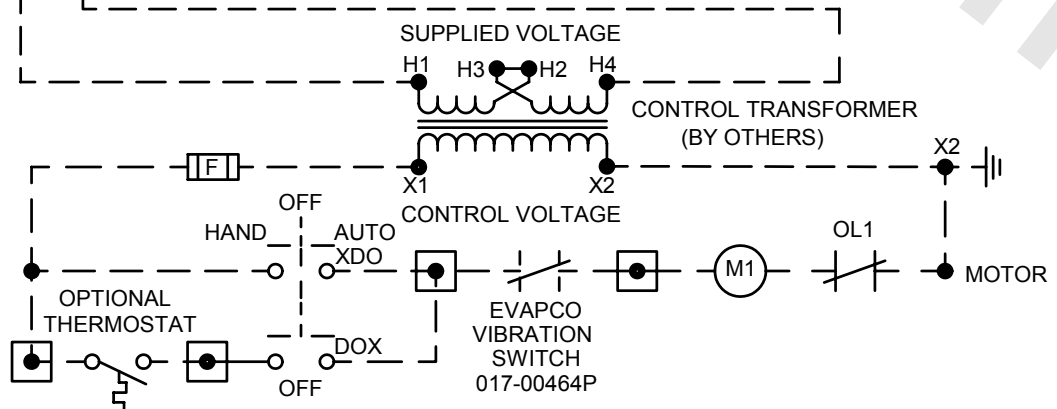 SUPPLIED VOLTAGE
H1 H3 H2 H4
CONTROL TRANSFORMER
(BY OTHERS)
F
X1 X2 X2
CONTROL VOLTAGE
OFF
HAND AUTO
XDO
OL1
M1
MOTOR
OPTIONAL
THERMOSTAT
EVAPCO
VIBRATION
SWITCH
017-00464P
DOX
OFF